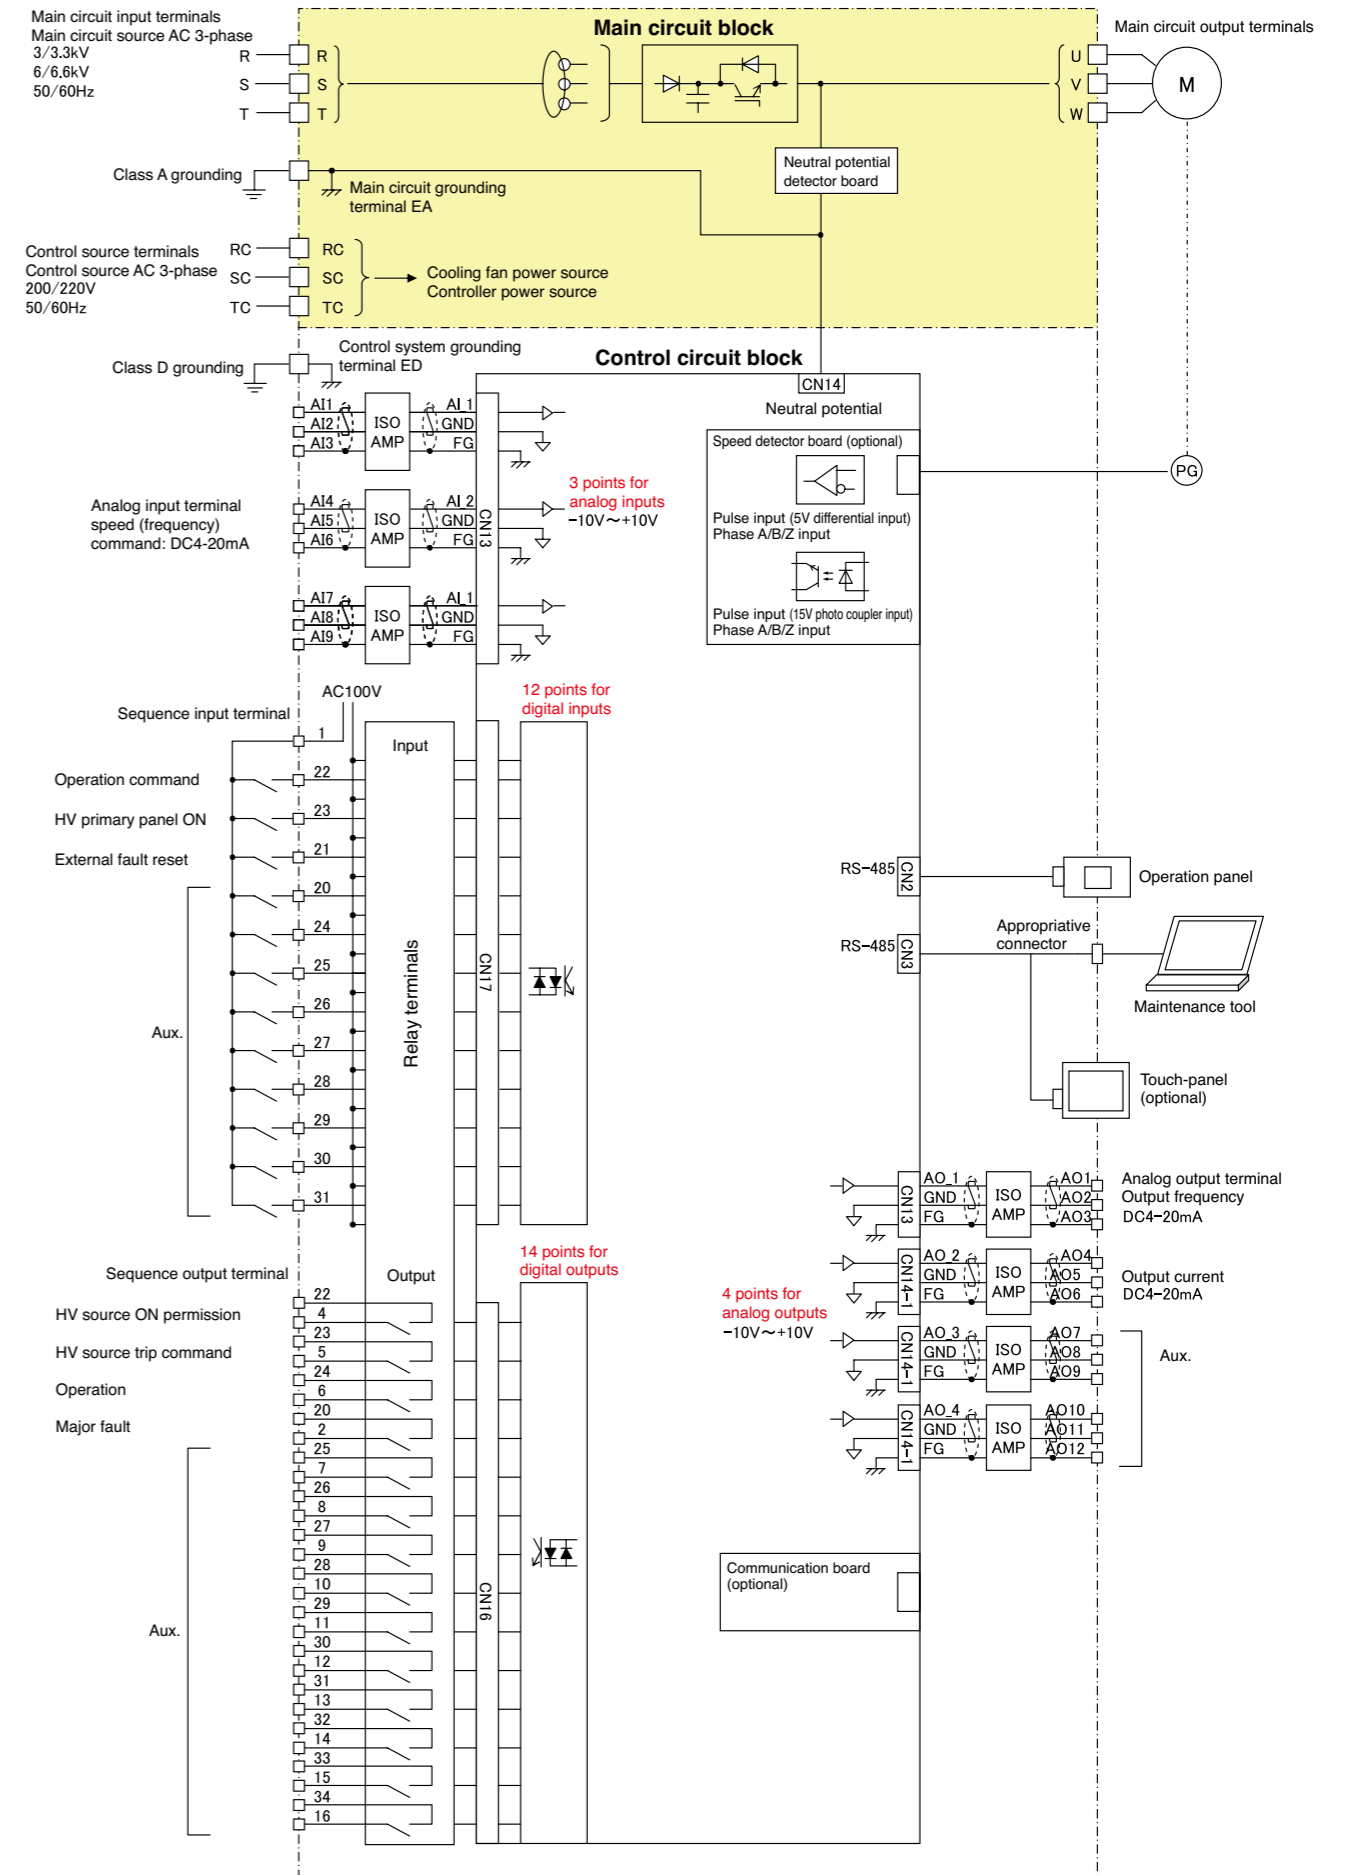 Main circuit input terminals
Main circuit source AC 3-phase
3/3.3kV
6/6.6kV
50/60Hz
R
S
T
R
S
T
Main circuit block
U
V
W
Main circuit output terminals
M
Neutral potential
detector board
Class A grounding
Main circuit grounding
terminal EA
Control source terminals
Control source AC 3-phase
200/220V
50/60Hz
RC
SC
TC
RC
SC
TC
Cooling fan power source
Controller power source
Class D grounding
Control system grounding
terminal ED
Control circuit block
CN14
Neutral potential
Analog input terminal
speed (frequency)
command: DC4-20mA
AI1
AI2
AI3
ISO
AMP
AI_1
GND
FG
AI4
AI5
AI6
ISO
AMP
AI_2
GND
FG
AI7
AI8
AI9
ISO
AMP
AI_1
GND
FG
CN13
3 points for
analog inputs
−10V～+10V
Speed detector board (optional)
Pulse input (5V differential input)
Phase A/B/Z input
Pulse input (15V photo coupler input)
Phase A/B/Z input
PG
AC100V
Sequence input terminal
1
Operation command
22
HV primary panel ON
23
External fault reset
21
20
24
25
26
27
28
29
30
31
Aux.
Input
Relay terminals
CN17
12 points for
digital inputs
RS−485
CN2
Operation panel
RS−485
CN3
Appropriative
connector
Maintenance tool
Touch-panel
(optional)
CN13
AO_1
GND
FG
ISO
AMP
AO1
AO2
AO3
Analog output terminal
Output frequency
DC4−20mA
CN14−1
AO_2
GND
FG
ISO
AMP
AO4
AO5
AO6
Output current
DC4−20mA
4 points for
analog outputs
−10V～+10V
CN14−1
AO_3
GND
FG
ISO
AMP
AO7
AO8
AO9
CN14−1
AO_4
GND
FG
ISO
AMP
AO10
AO11
AO12
Aux.
Sequence output terminal
Output
14 points for
digital outputs
22
HV source ON permission
4
23
HV source trip command
5
24
Operation
6
20
Major fault
2
25
7
26
8
27
9
28
10
29
11
30
12
31
13
32
14
33
15
34
16
Aux.
CN16
Communication board
(optional)